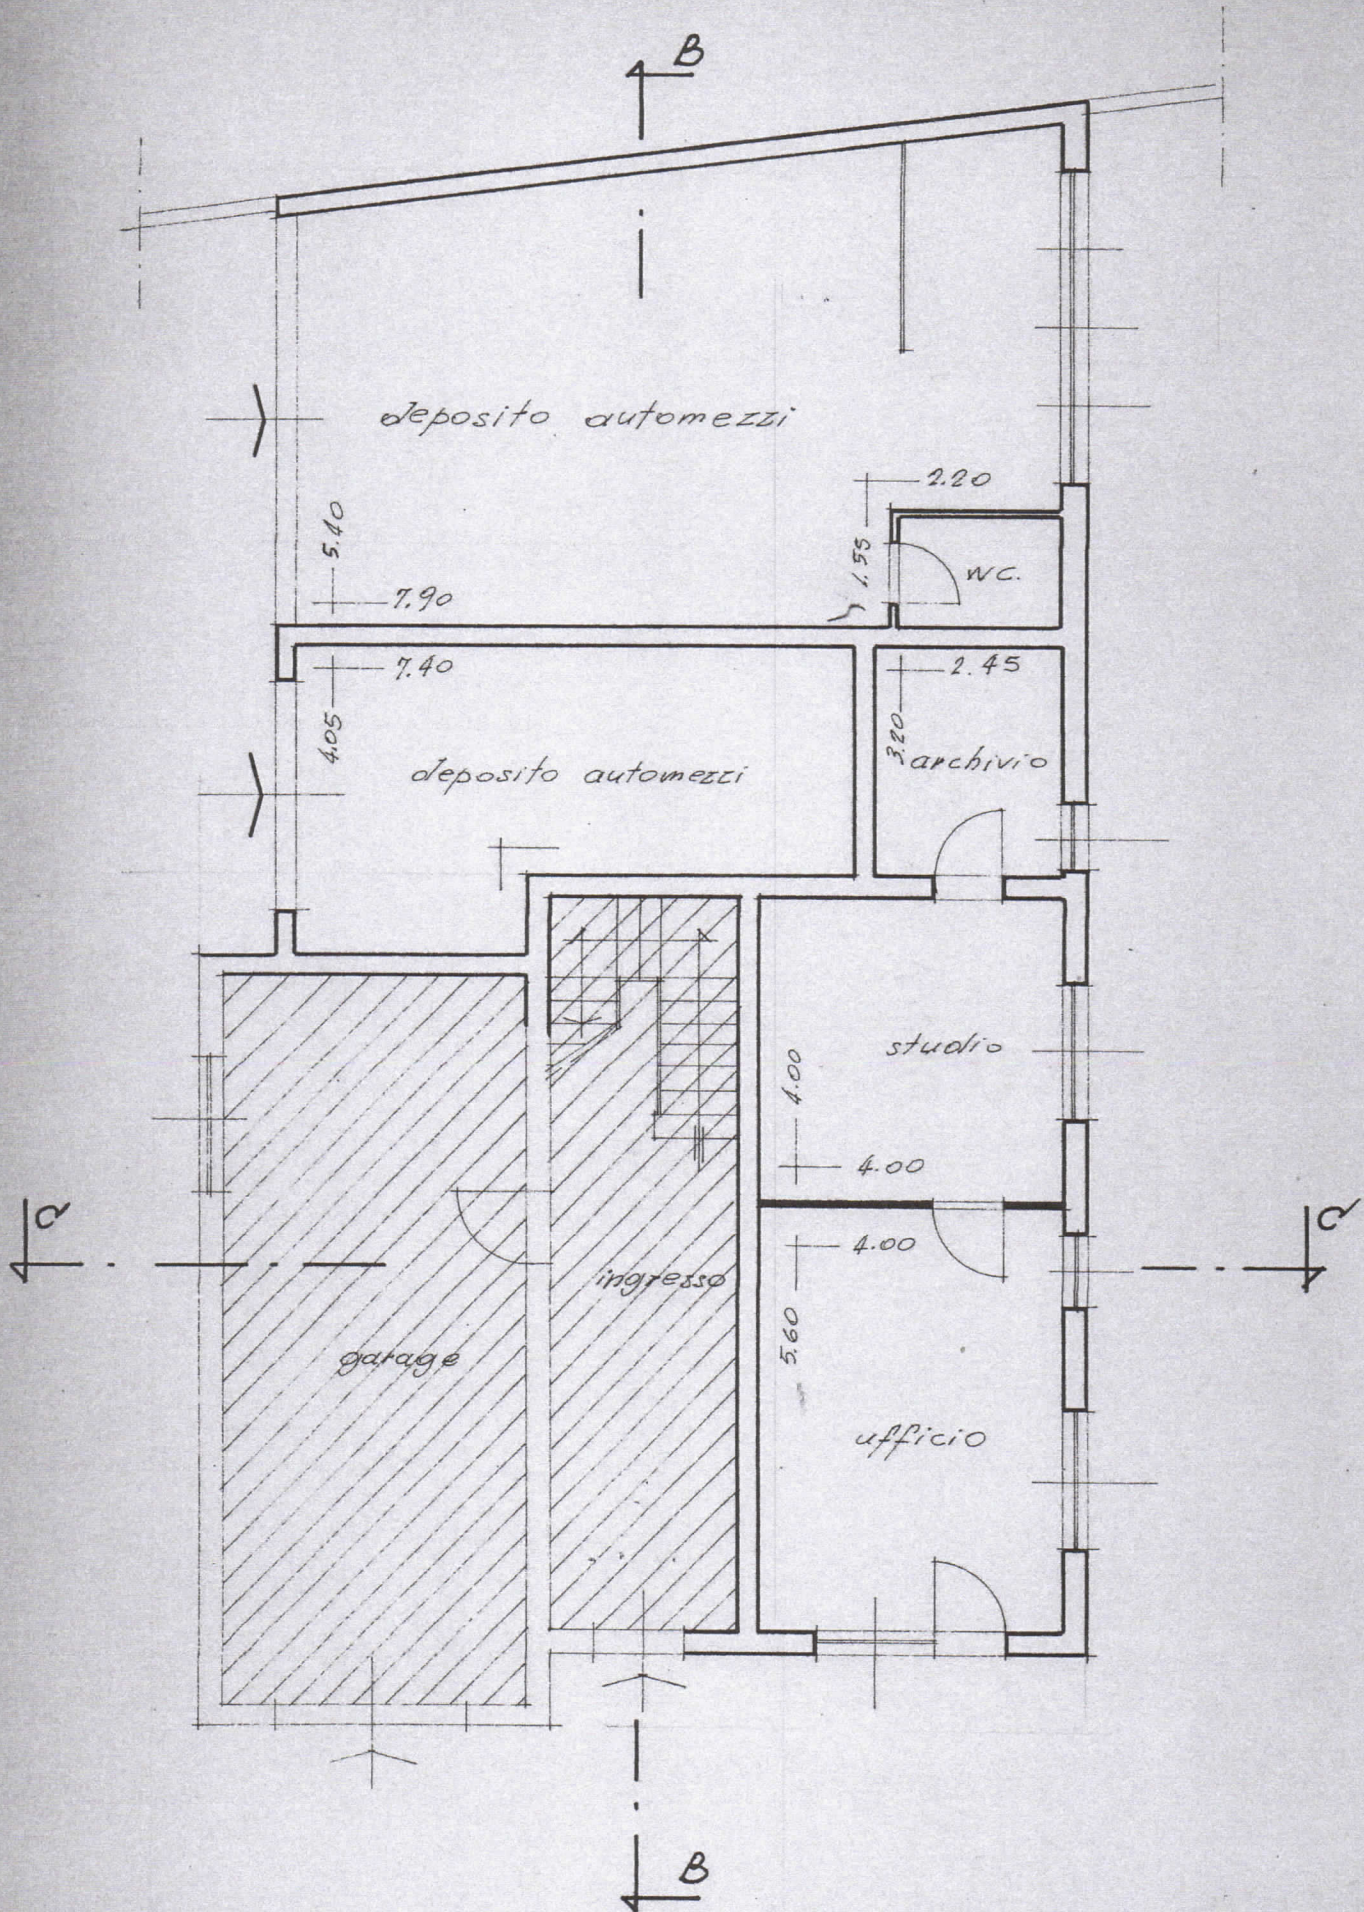 B
deposito automezzi
2.20
5.40
1.55
WC.
7.90
7.40
2.45
4.05
3.20
archivio
deposito automezzi
studio
4.00
4.00
a
a
4.00
ingresso
5.60
garage
ufficio
B